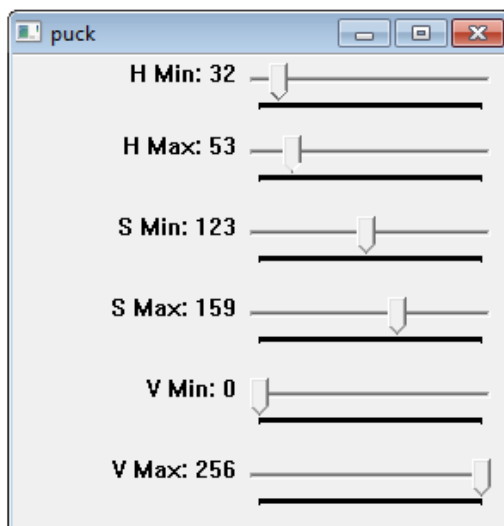 puck
H Min: 32
H Max: 53
S Min: 123
S Max: 159
V Min: 0
V Max: 256